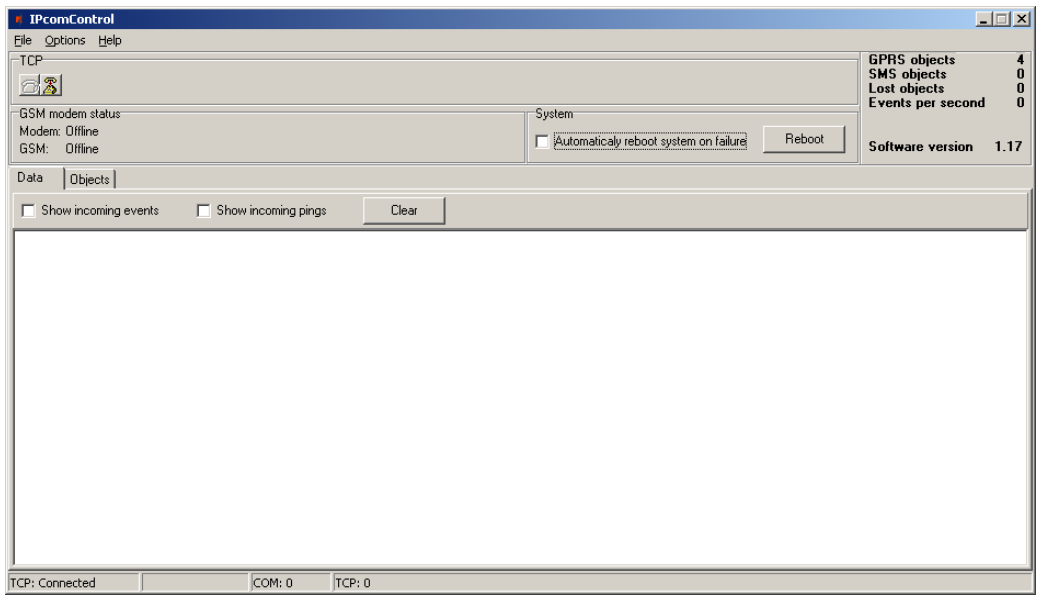 IPcomControl
File Options Help
TCP
GPRS objects 4
SMS objects 0
Lost objects 0
Events per second 0
Software version 1.17
GSM modem status
Modem: Offline
GSM: Offline
System
Automaticaly reboot system on failure
Reboot
Data Objects
Show incoming events Show incoming pings Clear
TCP: Connected COM: 0 TCP: 0